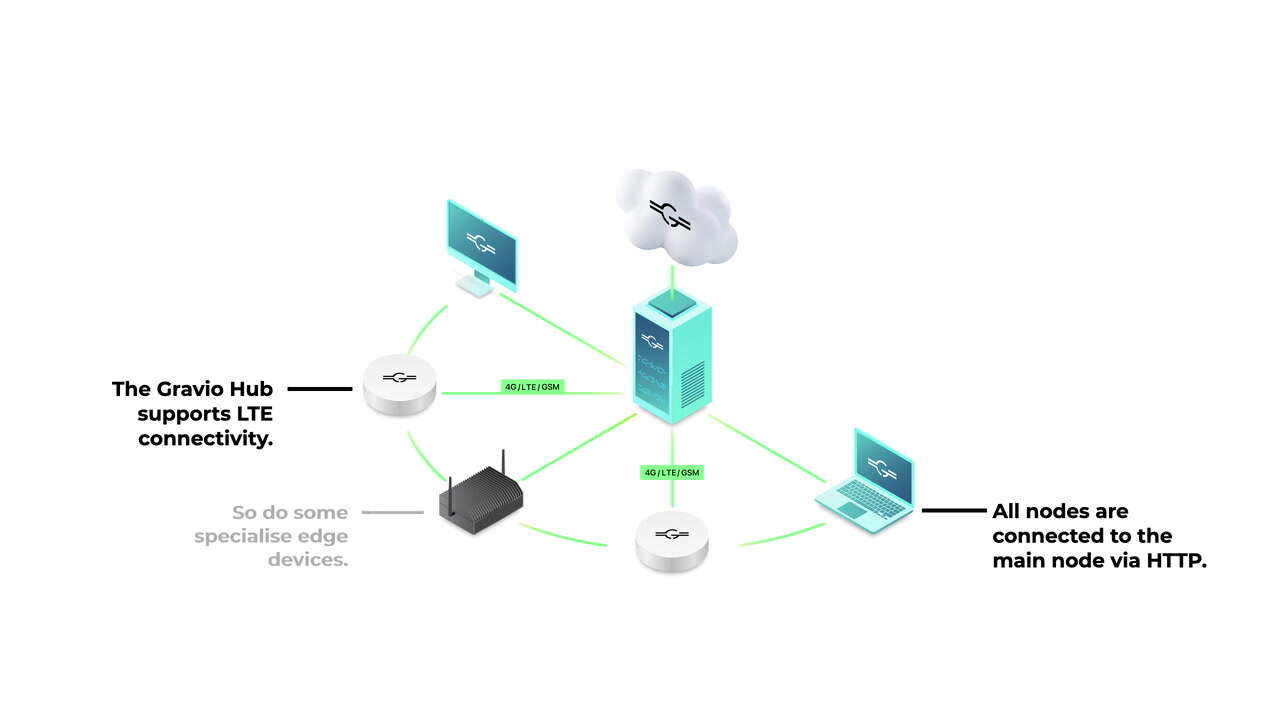 4G/LTE/GSM
The Gravio Hub
supports LTE
connectivity.
4G/LTE/GSM
So do some
specialise edge
devices.
All nodes are
connected to the
main node via HTTP.